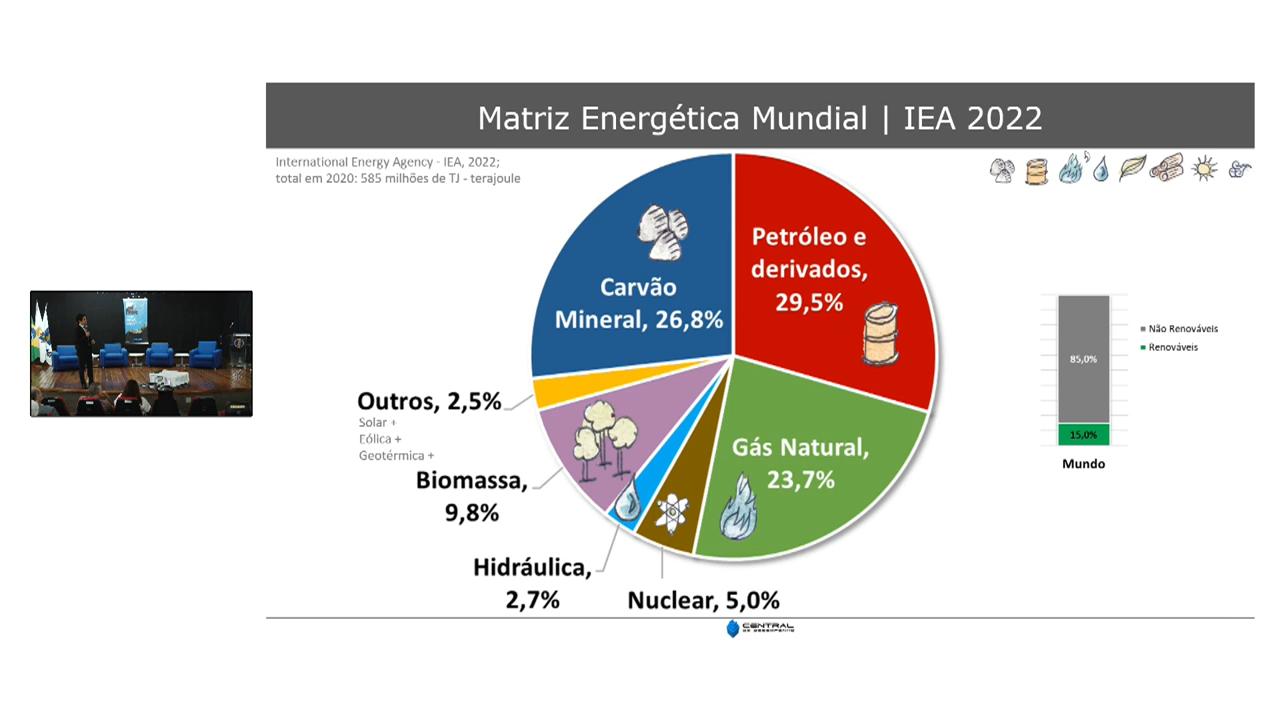 Matriz Energética Mundial | IEA 2022
International Energy Agency - IEA, 2022;
total em 2020: 585 milhões de TJ - terajoule
Petróleo e
derivados,
29,5%
Carvão
Mineral, 26,8%
Gás Natural,
23,7%
Outros, 2,5%
Solar +
Eólica +
Geotérmica +
Biomassa,
9,8%
Hidráulica,
2,7%
Nuclear, 5,0%
Não Renováveis
Renováveis
85,0%
15,0%
Mundo
CENTRAL
DE DESEMPENHO